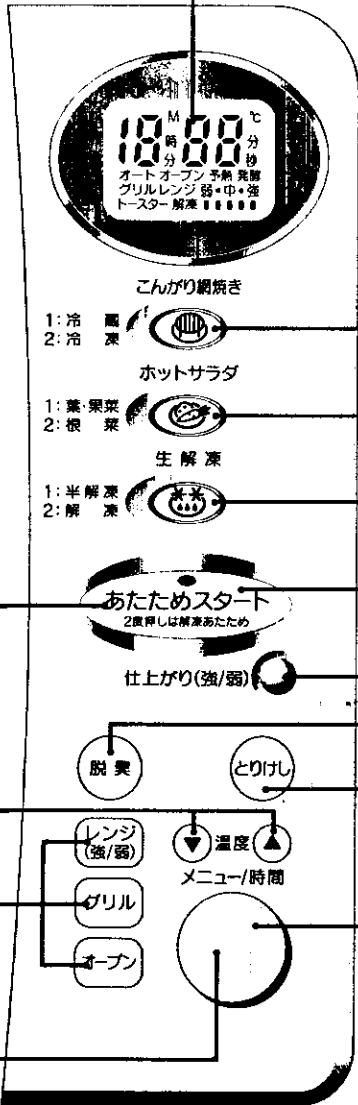 M ℃
18時88分
分 秒
オート オーブン 予熱 発酵
グリル レンジ 弱・中・強
トースター 解凍
こんがり網焼き
1:冷 蔵
2:冷 凍
ホットサラダ
1:葉・果菜
2:根 菜
生解凍
1:半解凍
2:解 凍
あたためスタート
2度押しは解凍あたため
仕上がり(強/弱)
脱臭
とりけし
レンジ
(強/弱)
▼ 温度 ▲
メニュー/時間
グリル
オーブン